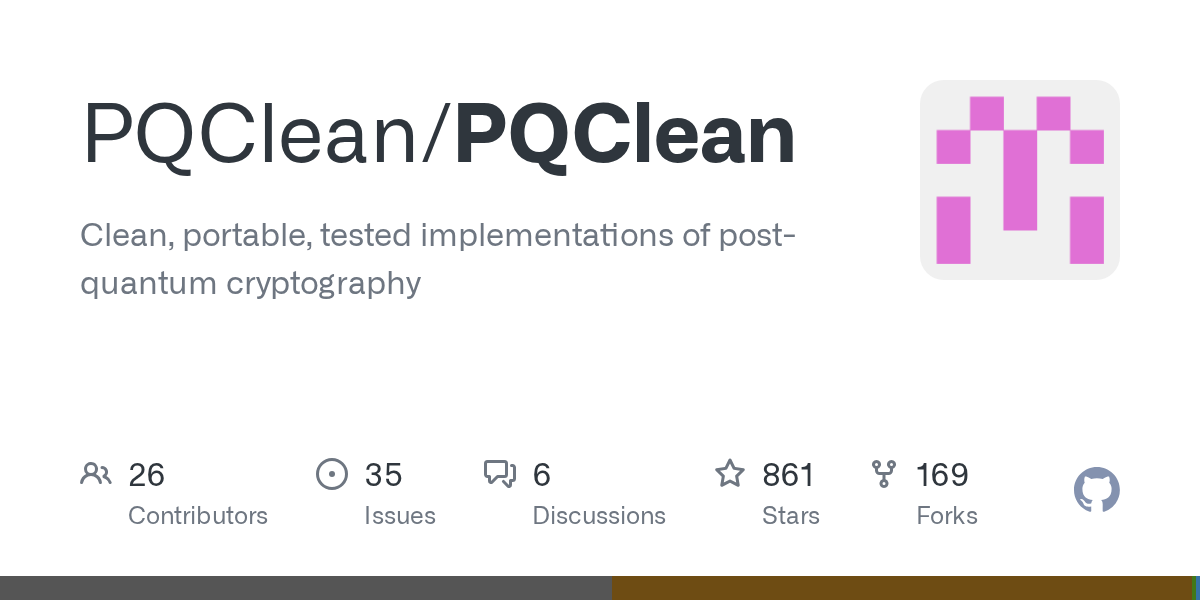 PQClean/PQClean
Clean, portable, tested implementations of post-
quantum cryptography
26 35 6 861 169
Contributors Issues Discussions Stars Forks